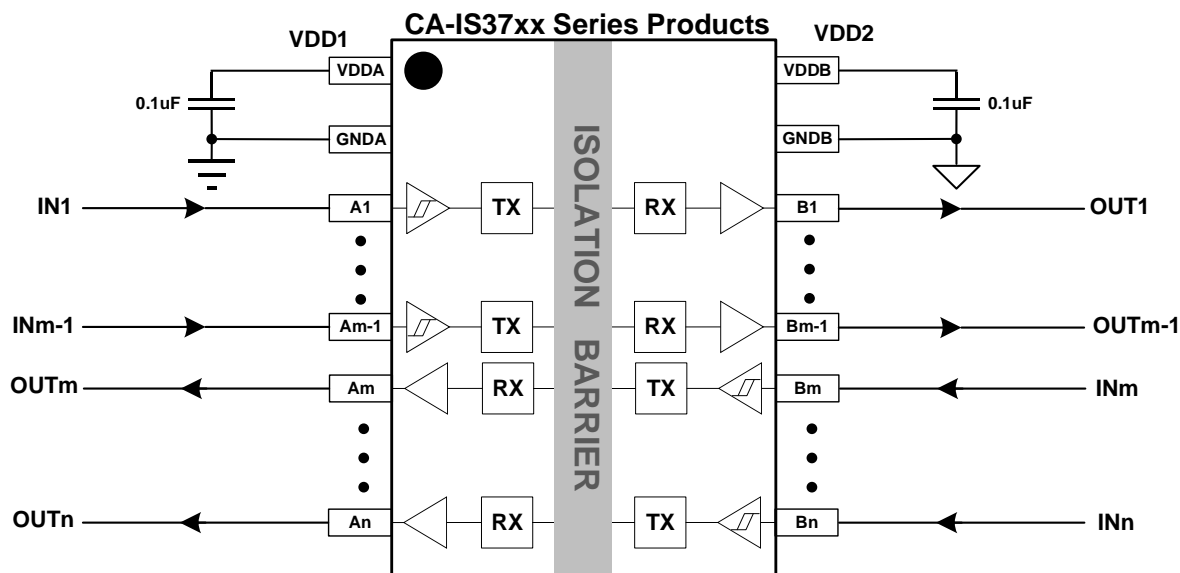 CA-IS37xx Series Products
VDD1
VDD2
VDDA
VDDB
0.1uF
0.1uF
GNDA
GNDB
ISOLATION BARRIER
IN1
A1
TX
RX
B1
OUT1
INm-1
Am-1
TX
RX
Bm-1
OUTm-1
OUTm
Am
RX
TX
Bm
INm
OUTn
An
RX
TX
Bn
INn